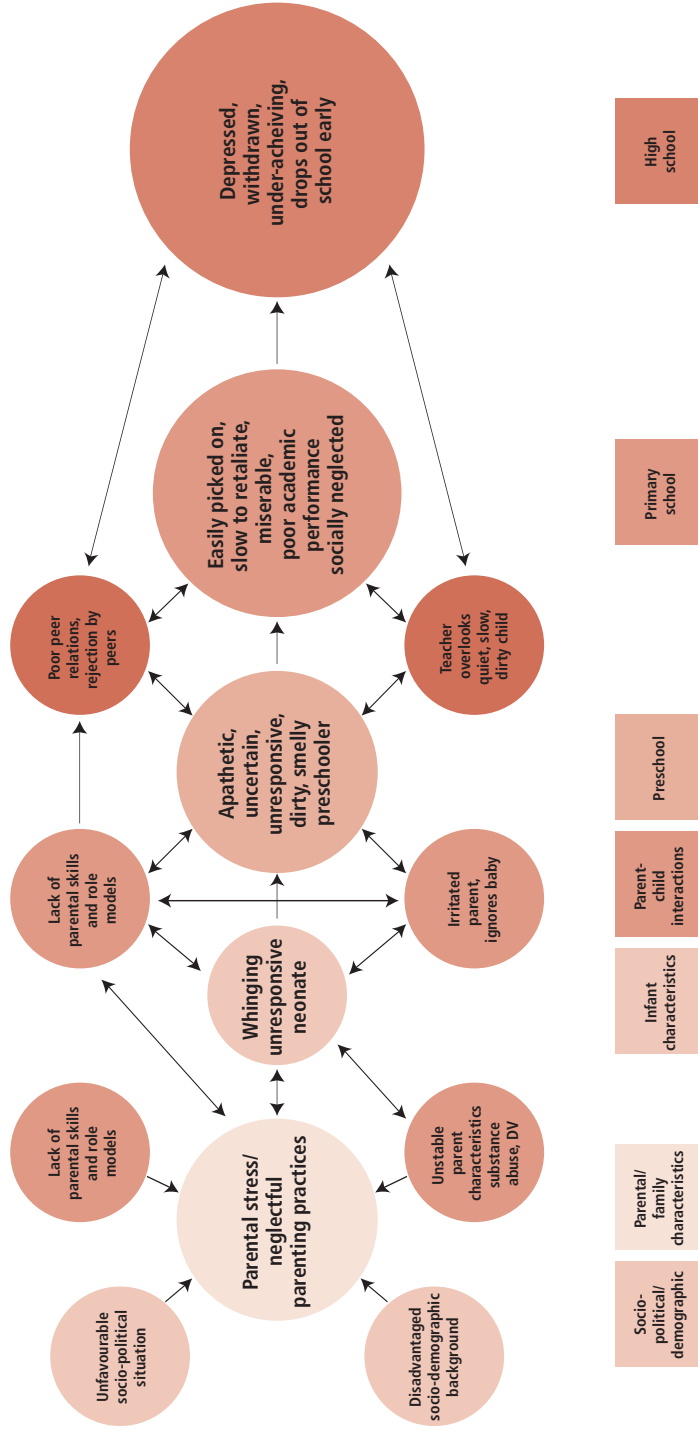 Unfavourable
socio-political
situation
Disadvantaged
socio-demographic
background
Lack of
parental skills
and role
models
Parental stress/
neglectful
parenting practices
Unstable
parent
characteristics
substance
abuse, DV
Whinging
unresponsive
neonate
Lack of
parental skills
and role
models
Irritated
parent,
ignores baby
Apathetic,
uncertain,
unresponsive,
dirty, smelly
preschooler
Poor peer
relations,
rejection by
peers
Teacher
overlooks
quiet, slow,
dirty child
Easily picked on,
slow to retaliate,
miserable,
poor academic
performance
socially neglected
Depressed,
withdrawn,
under-acheiving,
drops out of
school early
Socio-
political/
demographic
Parental/
family
characteristics
Infant
characteristics
Parent-
child
interactions
Preschool
Primary
school
High
school